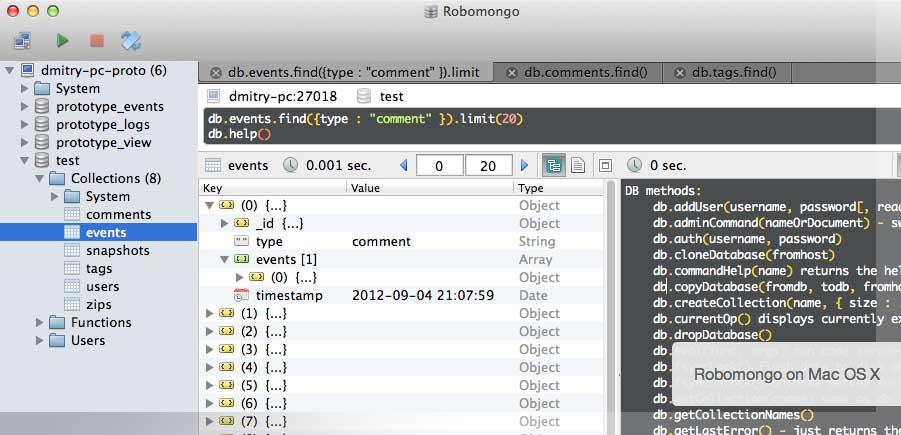 Robomongo
dmitry-pc-proto (6)
System
prototype_events
prototype_logs
prototype_view
test
Collections (8)
System
comments
events
snapshots
tags
users
zips
Functions
Users
db.events.find({type : "comment" }).limit
db.comments.find()
db.tags.find()
dmitry-pc:27018
test
db.events.find({type : "comment" }).limit(20)
db.help()
events 0.001 sec. 0 20
Key Value Type
(0) {...} Object
_id {...} Object
type comment String
events [1] Array
(0) {...} Object
timestamp 2012-09-04 21:07:59 Date
(1) {...} Object
(2) {...} Object
(3) {...} Object
(4) {...} Object
(5) {...} Object
(6) {...} Object
(7) {...} Object
0 sec.
DB methods:
db.addUser(username, password[, read
db.adminCommand(nameOrDocument) - sw
db.auth(username, password)
db.cloneDatabase(fromhost)
db.commandHelp(name) returns the hel
db.copyDatabase(fromdb, todb, fromho
db.createCollection(name, { size :
db.currentOp() displays currently ex
db.dropDatabase()
Robomongo on Mac OS X
db.getCollectionNames()
db.getLastError() - just returns the